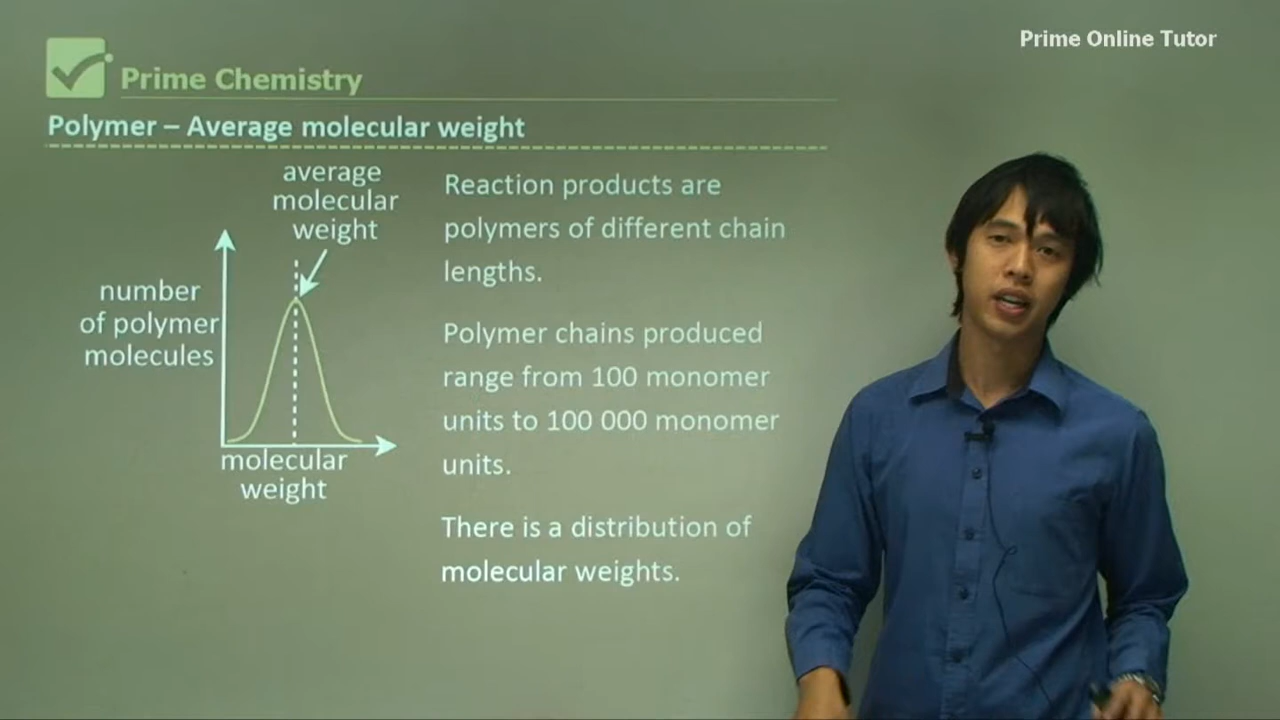 Prime Online Tutor
Prime Chemistry
Polymer – Average molecular weight
average
molecular
weight
number
of polymer
molecules
molecular
weight
Reaction products are
polymers of different chain
lengths.
Polymer chains produced
range from 100 monomer
units to 100 000 monomer
units.
There is a distribution of
molecular weights.